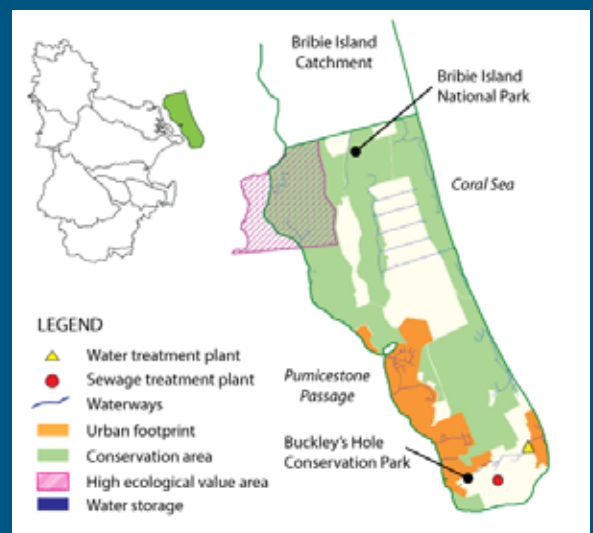 Bribie Island
Catchment
Bribie Island
National Park
Coral Sea
LEGEND
Water treatment plant
Sewage treatment plant
Waterways
Urban footprint
Conservation area
High ecological value area
Water storage
Pumicestone
Passage
Buckley's Hole
Conservation Park